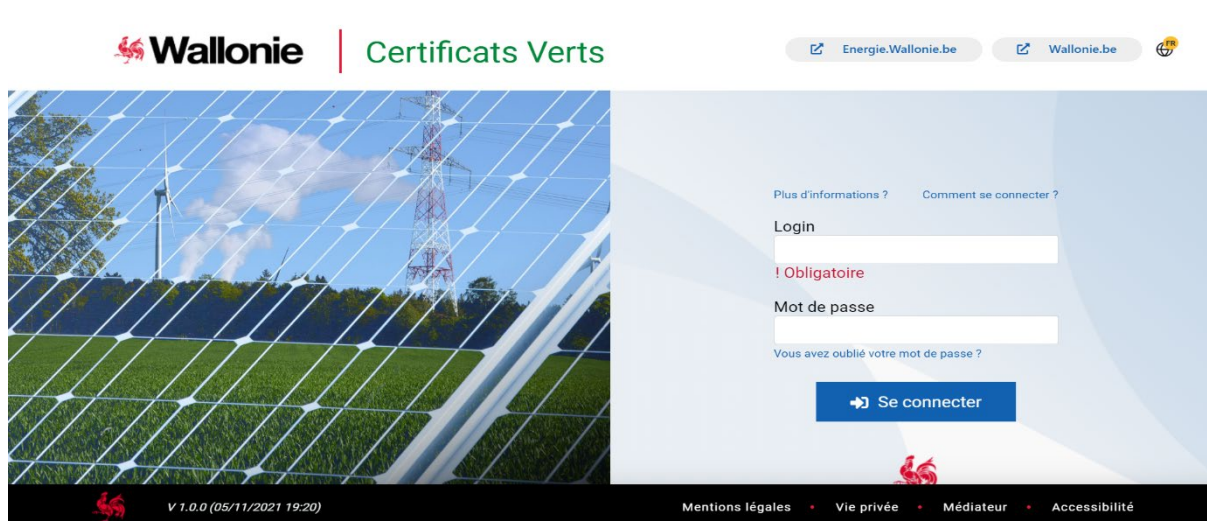 Wallonie
Certificats Verts
Energie.Wallonie.be
Wallonie.be
FR
Plus d'informations ?
Comment se connecter ?
Login
! Obligatoire
Mot de passe
Vous avez oublié votre mot de passe ?
Se connecter
V 1.0.0 (05/11/2021 19:20)
Mentions légales • Vie privée • Médiateur • Accessibilité